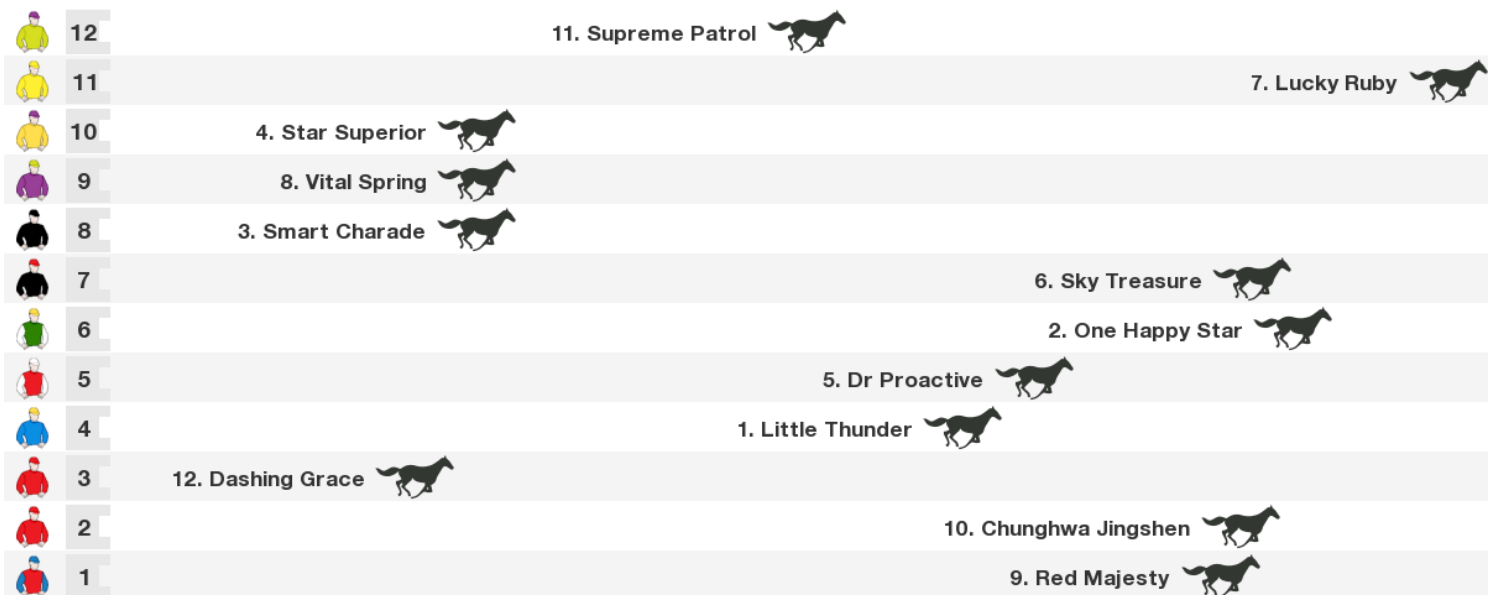 12 11. Supreme Patrol
11 7. Lucky Ruby
10 4. Star Superior
9 8. Vital Spring
8 3. Smart Charade
7 6. Sky Treasure
6 2. One Happy Star
5 5. Dr Proactive
4 1. Little Thunder
3 12. Dashing Grace
2 10. Chunghwa Jingshen
1 9. Red Majesty